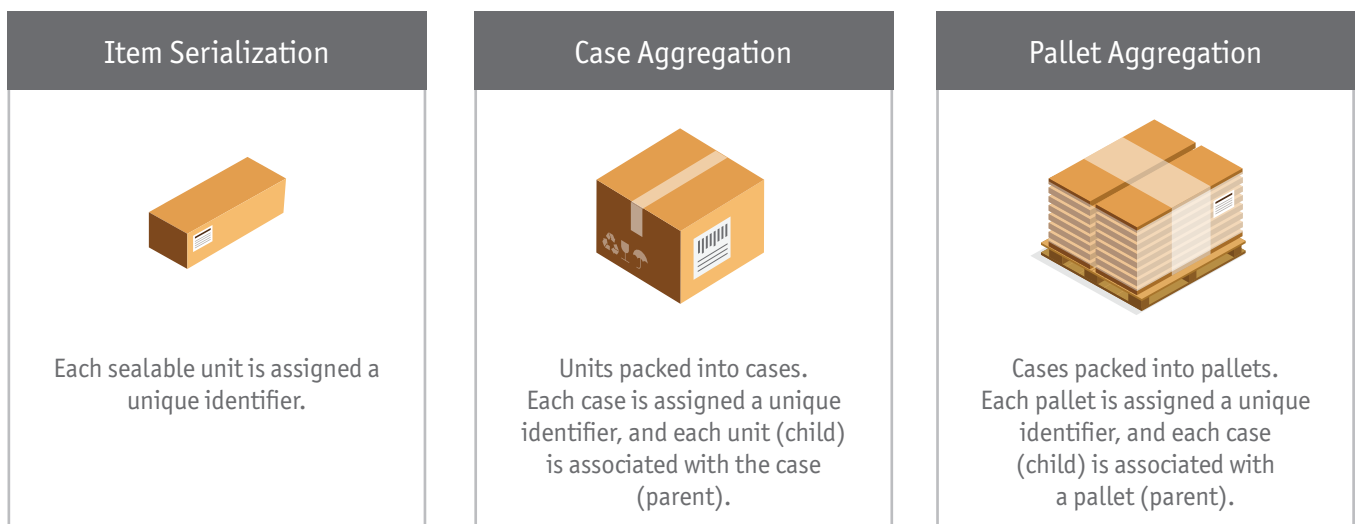 Item Serialization
Each sealable unit is assigned a
unique identifier.
Case Aggregation
Units packed into cases.
Each case is assigned a unique
identifier, and each unit (child)
is associated with the case
(parent).
Pallet Aggregation
Cases packed into pallets.
Each pallet is assigned a unique
identifier, and each case
(child) is associated with
a pallet (parent).